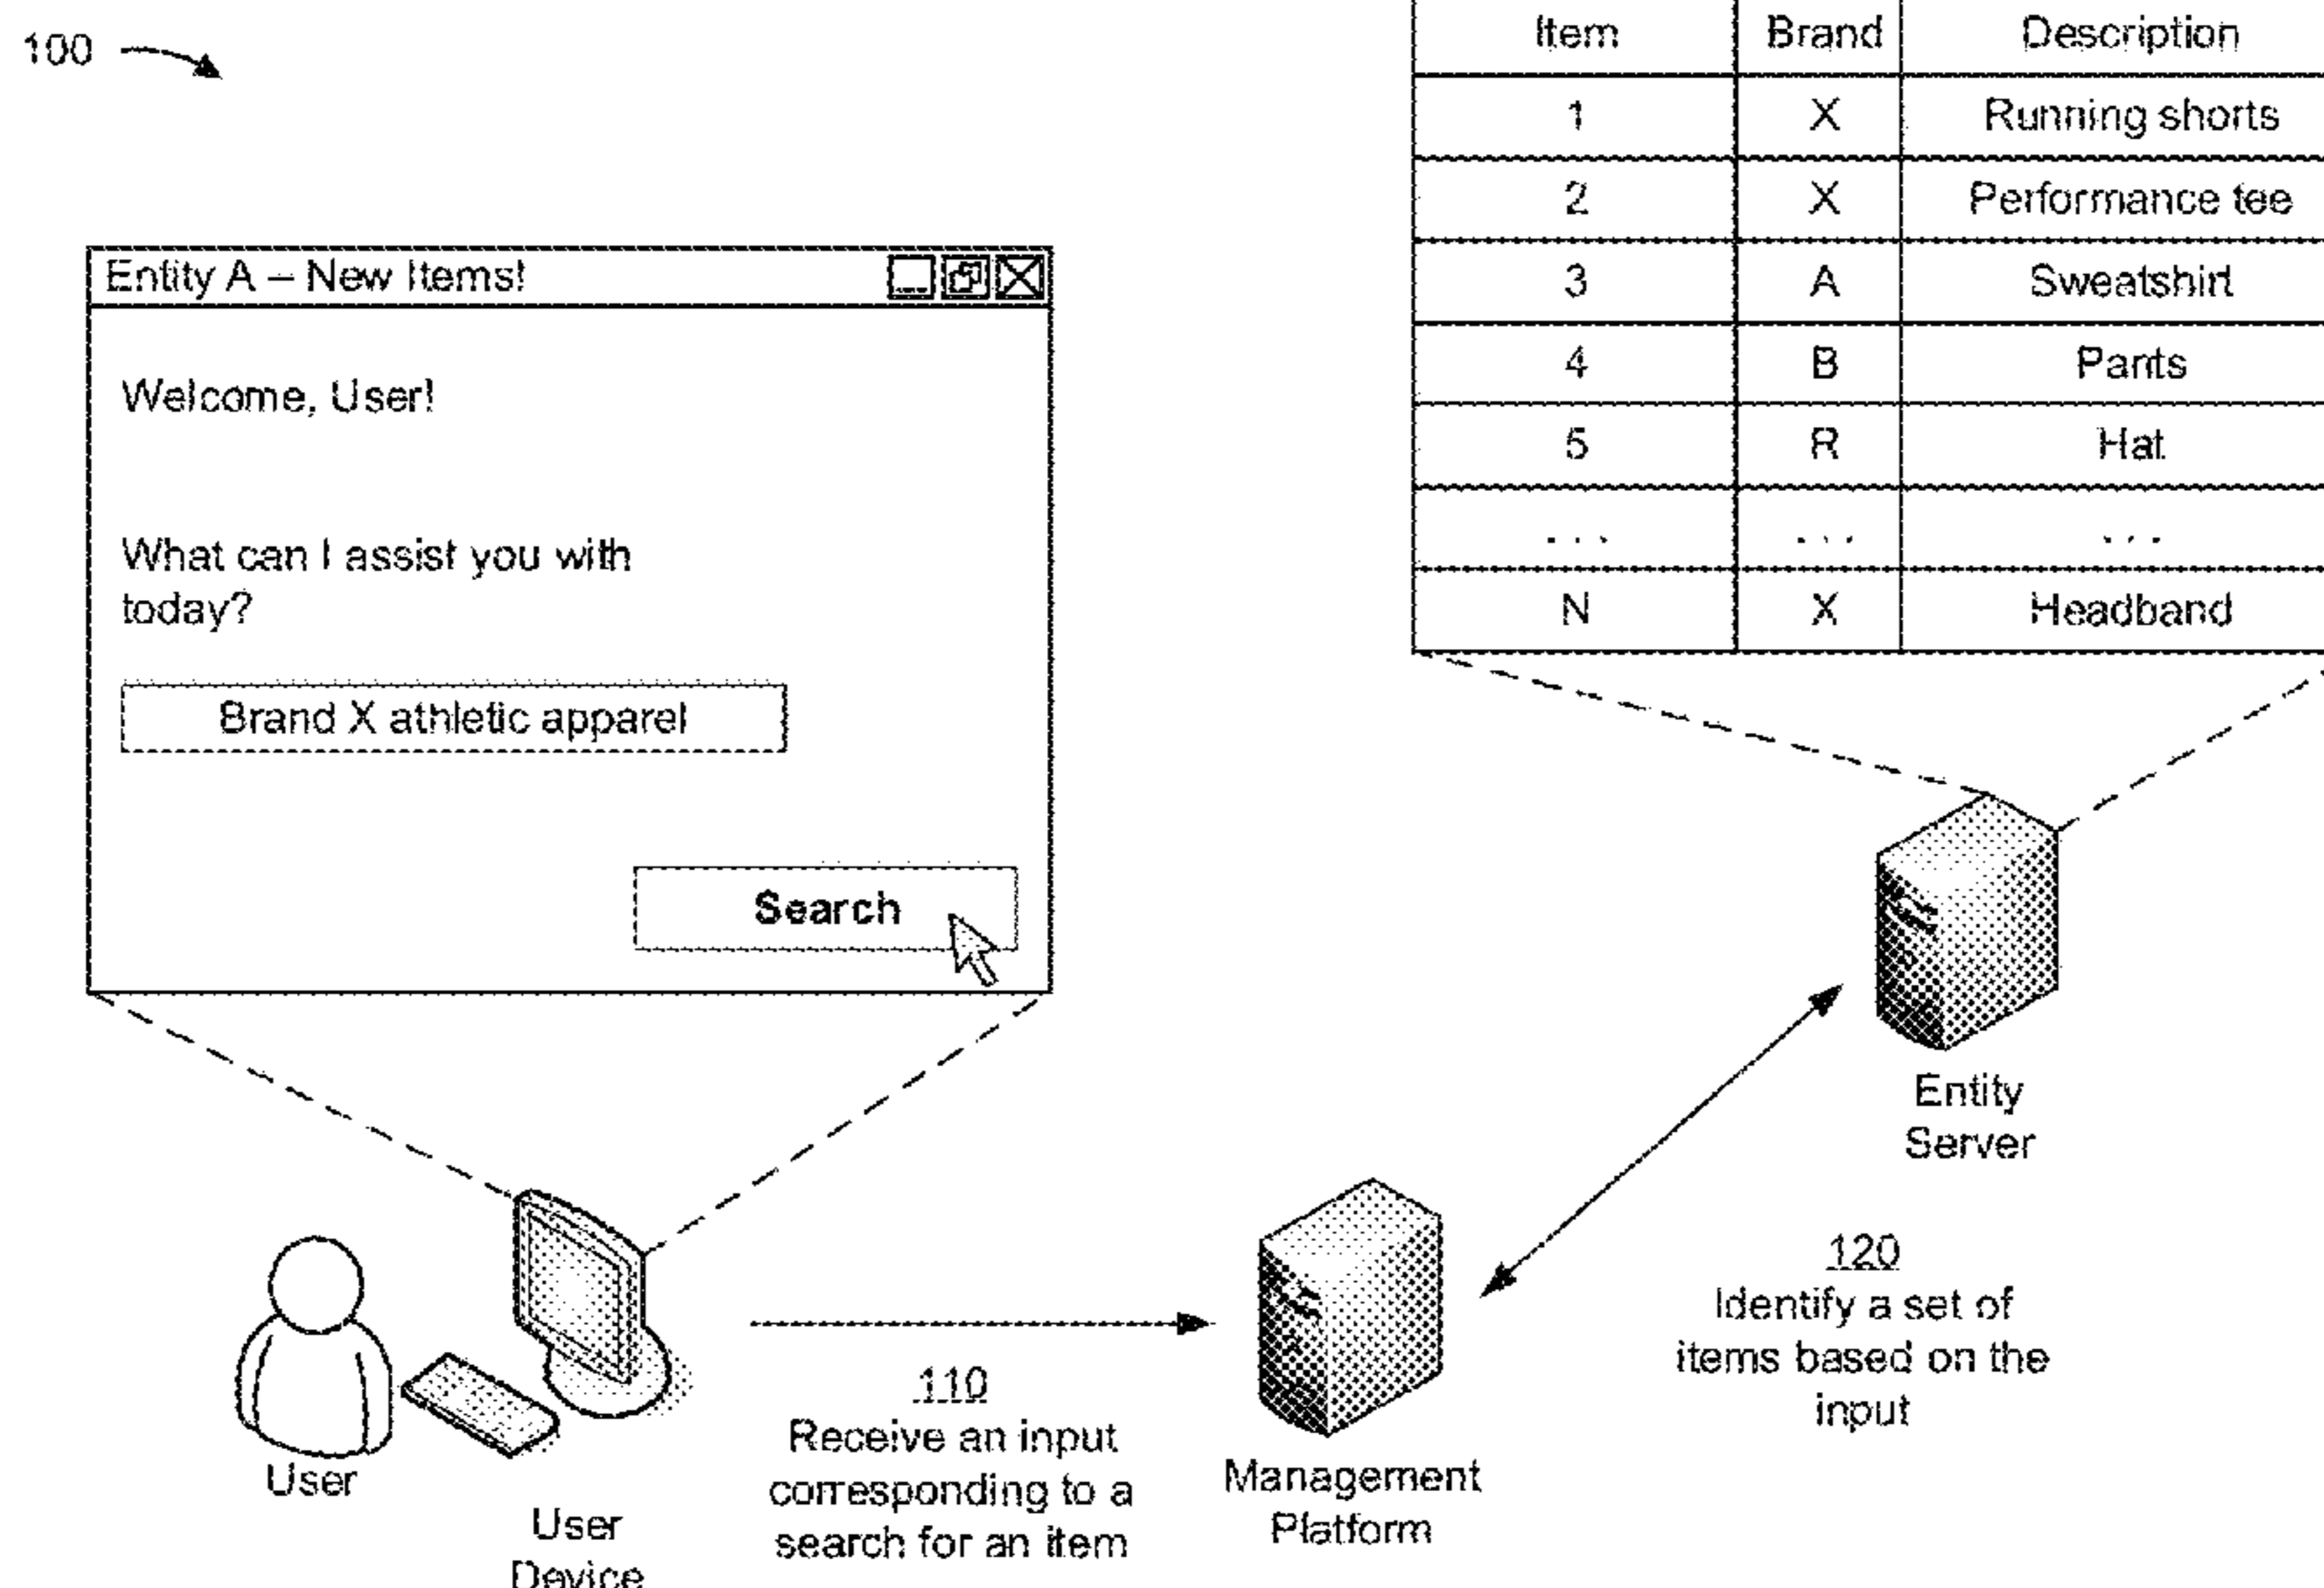 100
Item Brand Description
1 X Running shorts
2 X Performance tee
3 A Sweatshirt
4 B Pants
5 R Hat
... ... ...
N X Headband
Entity A – New Items!
Welcome, User!
What can I assist you with
today?
Brand X athletic apparel
Search
Entity
Server
120
Identify a set of
items based on the
input
110
Receive an input
corresponding to a
search for an item
Management
Platform
User
User
Device